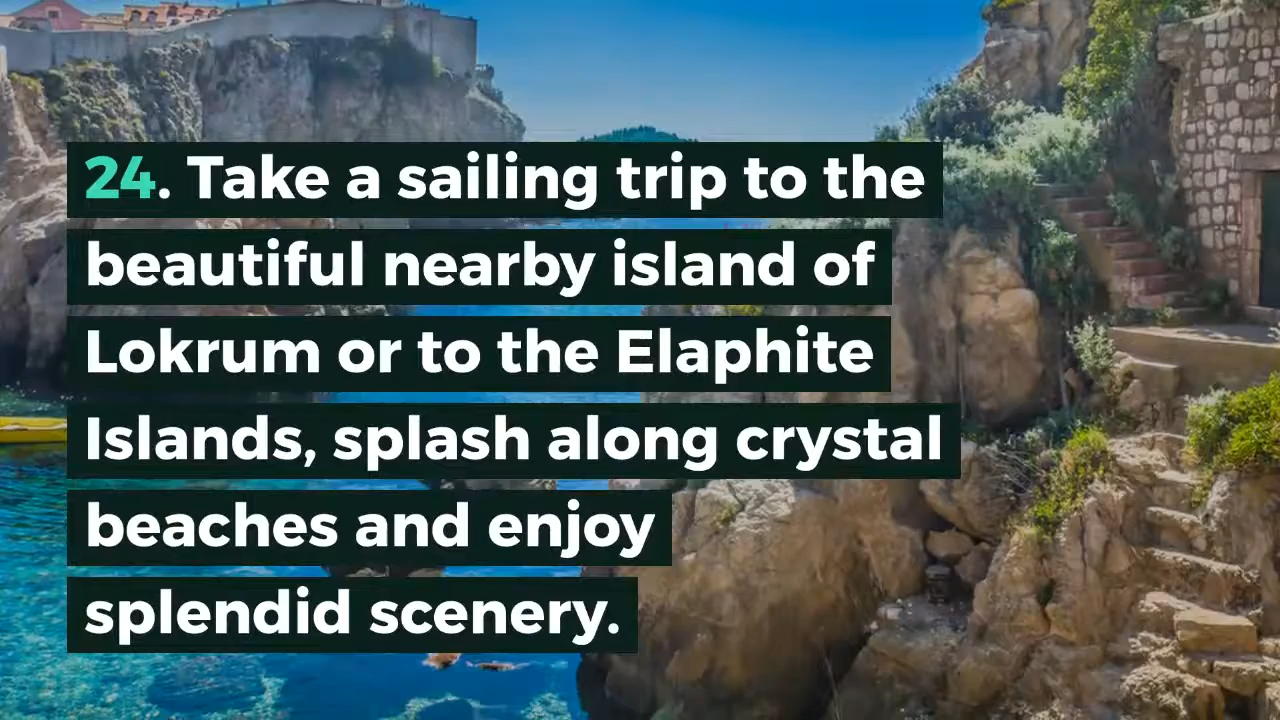 24. Take a sailing trip to the
beautiful nearby island of
Lokrum or to the Elaphite
Islands, splash along crystal
beaches and enjoy
splendid scenery.